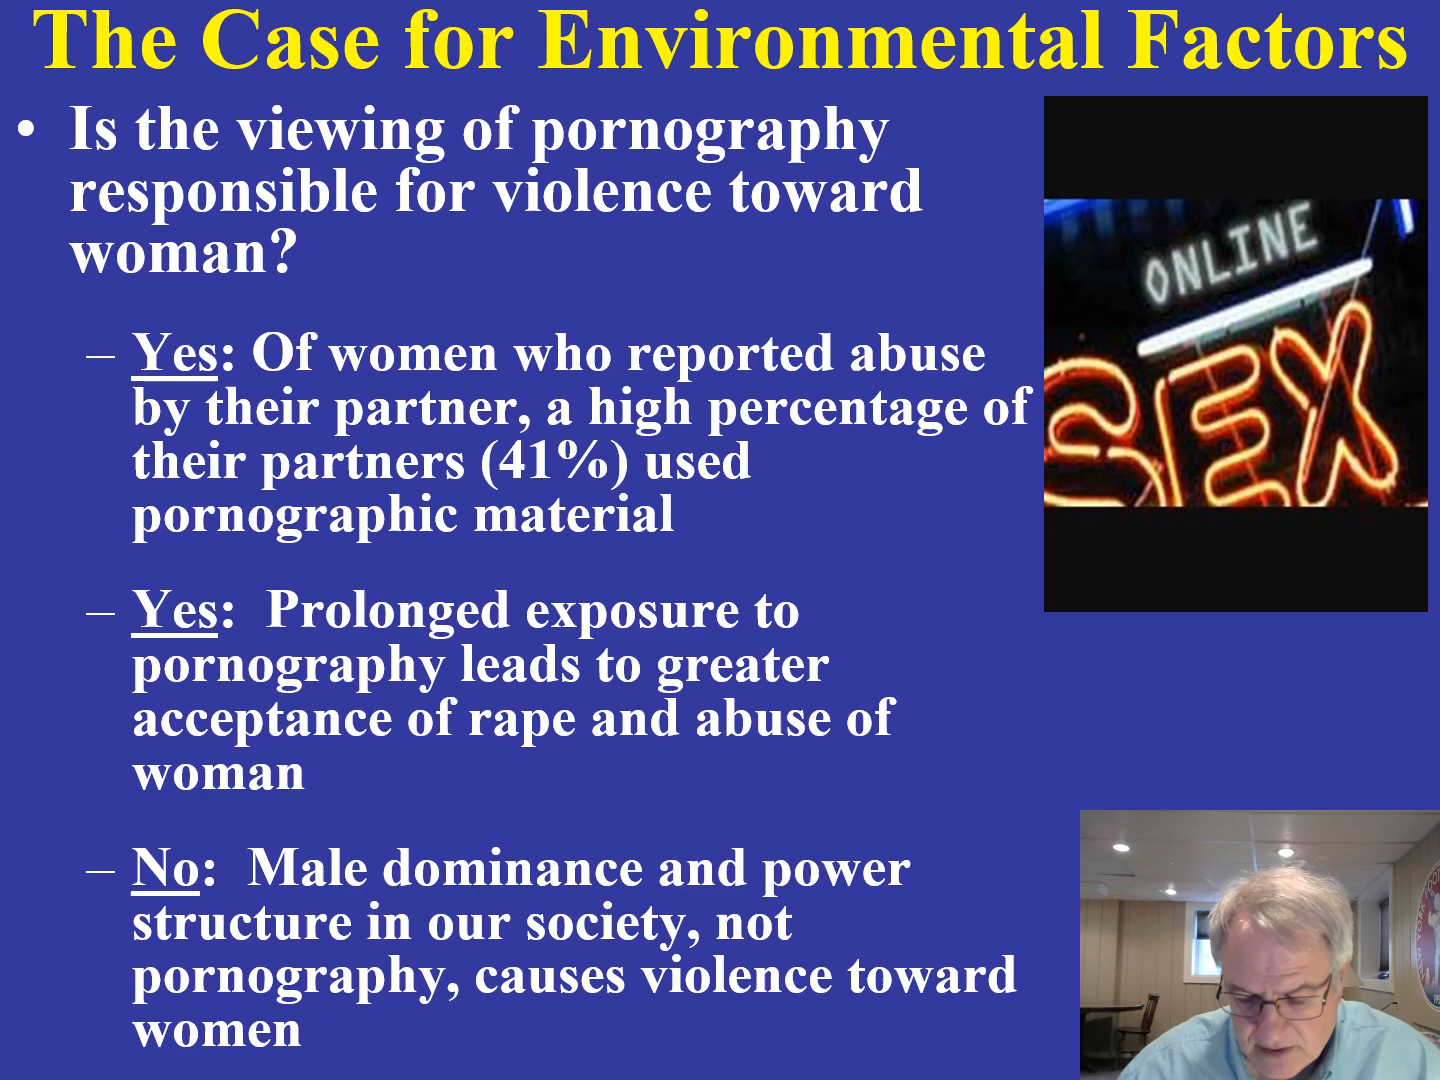 The Case for Environmental Factors
• Is the viewing of pornography
responsible for violence toward
woman?
– Yes: Of women who reported abuse
by their partner, a high percentage of
their partners (41%) used
pornographic material
– Yes: Prolonged exposure to
pornography leads to greater
acceptance of rape and abuse of
woman
– No: Male dominance and power
structure in our society, not
pornography, causes violence toward
women
ONLINE
SEX